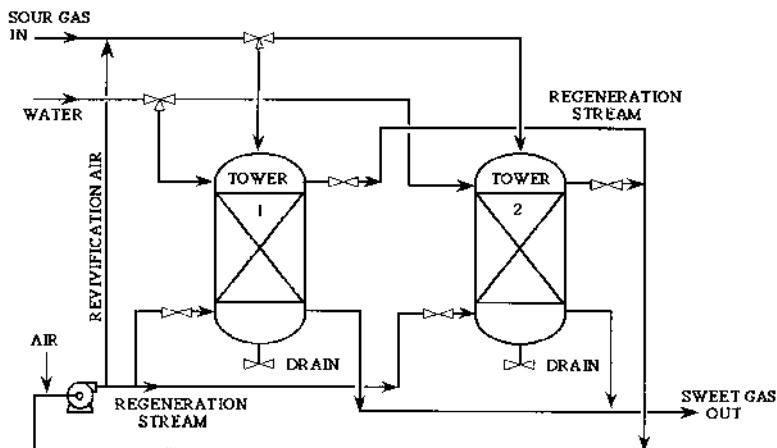 SOUR GAS
IN
WATER
REGENERATION
STREAM
TOWER
1
TOWER
2
REVIVIFICATION AIR
AIR
DRAIN
DRAIN
REGENERATION
STREAM
SWEET GAS
OUT